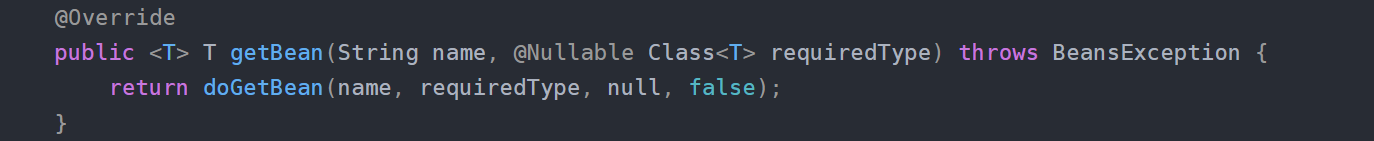 @Override
public <T> T getBean(String name, @Nullable Class<T> requiredType) throws BeansException {
    return doGetBean(name, requiredType, null, false);
}